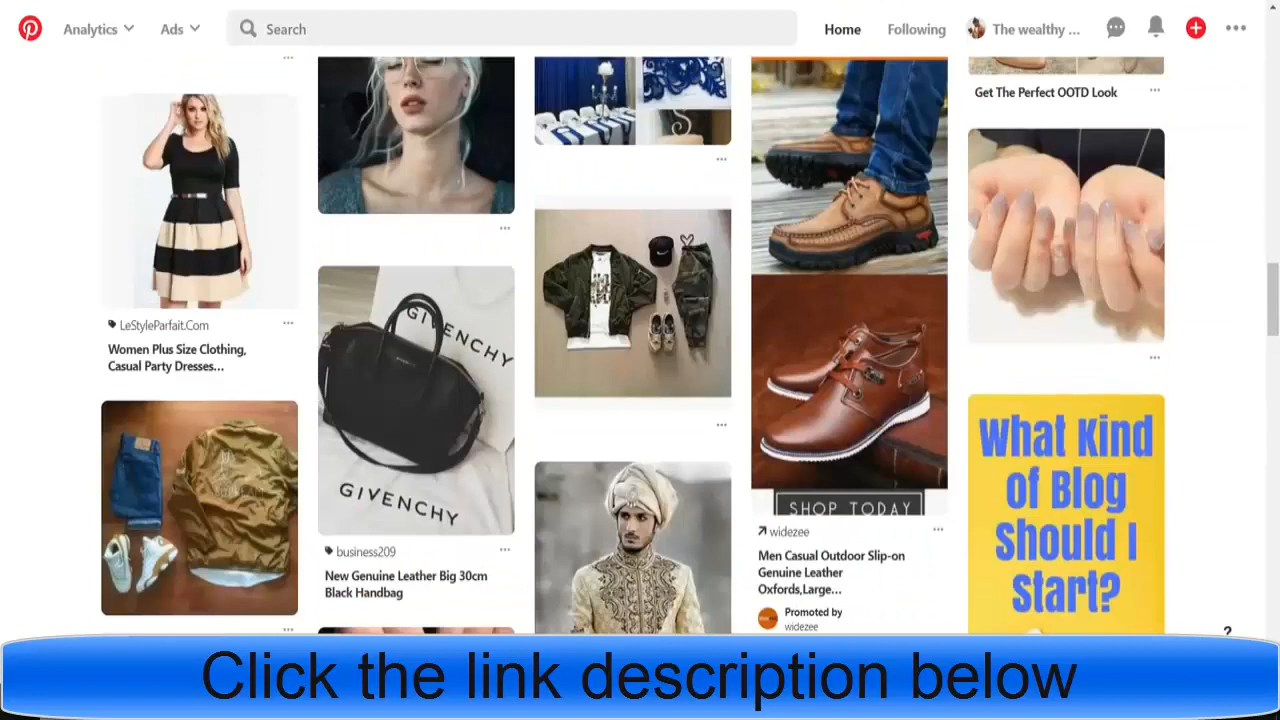 Analytics
Ads
Search
Home
Following
The wealthy ...
Get The Perfect OOTD Look
LeStyleParfait.Com
Women Plus Size Clothing,
Casual Party Dresses...
GIVENCHY
GIVENCHY
business209
New Genuine Leather Big 30cm
Black Handbag
SHOP TODAY
widezee
Men Casual Outdoor Slip-on
Genuine Leather
Oxfords,Large...
Promoted by
widezee
What Kind
of Blog
Should I
Start?
?
Click the link description below